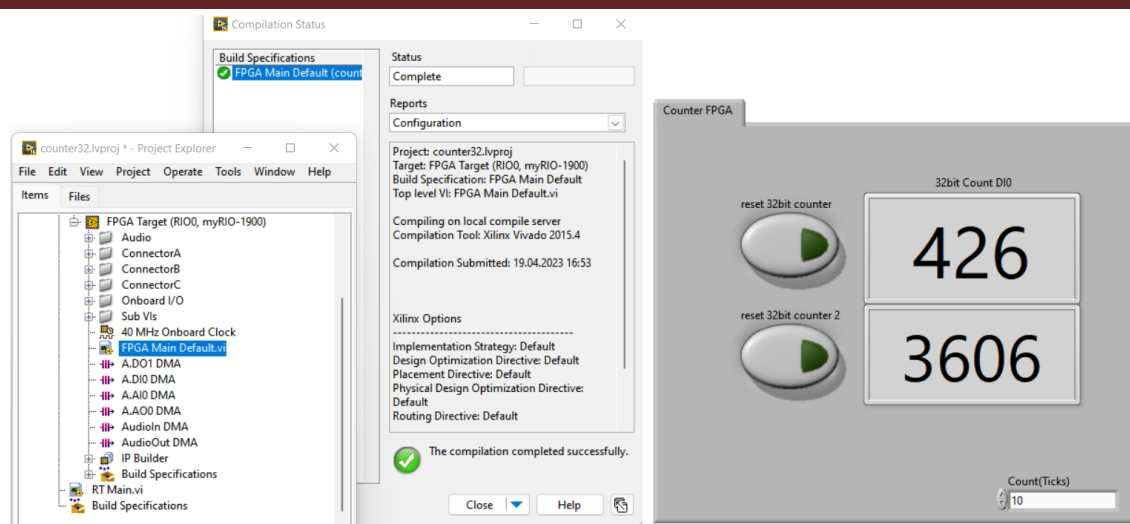 Compilation Status
Build Specifications
FPGA Main Default (count
Status
Complete
Reports
Configuration
Project: counter32.lvproj
Target: FPGA Target (RIO0, myRIO-1900)
Build Specification: FPGA Main Default
Top level VI: FPGA Main Default.vi
Compiling on local compile server
Compilation Tool: Xilinx Vivado 2015.4
Compilation Submitted: 19.04.2023 16:53
Xilinx Options
----------------------------------------
Implementation Strategy: Default
Design Optimization Directive: Default
Placement Directive: Default
Physical Design Optimization Directive:
Default
Routing Directive: Default
The compilation completed successfully.
Close
Help
counter32.lvproj * - Project Explorer
File Edit View Project Operate Tools Window Help
Items
Files
FPGA Target (RIO0, myRIO-1900)
Audio
ConnectorA
ConnectorB
ConnectorC
Onboard I/O
Sub VIs
40 MHz Onboard Clock
FPGA Main Default.vi
A.DO1 DMA
A.DI0 DMA
A.AI0 DMA
A.AO0 DMA
AudioIn DMA
AudioOut DMA
IP Builder
Build Specifications
RT Main.vi
Build Specifications
Counter FPGA
32bit Count DI0
reset 32bit counter
426
reset 32bit counter 2
3606
Count(Ticks)
10